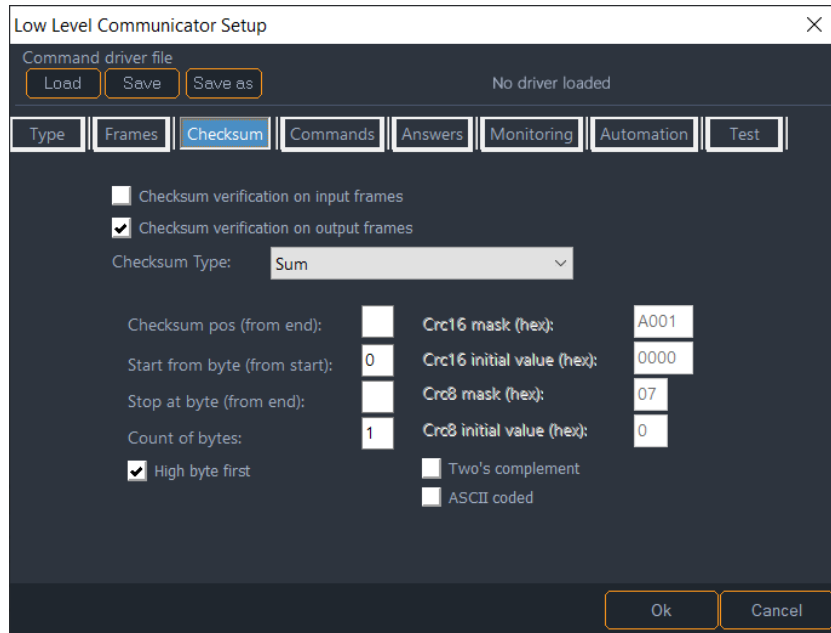 Low Level Communicator Setup
Command driver file
Load Save Save as No driver loaded
Type Frames Checksum Commands Answers Monitoring Automation Test
Checksum verification on input frames
Checksum verification on output frames
Checksum Type: Sum
Checksum pos (from end): Crc16 mask (hex): A001
Start from byte (from start): 0 Crc16 initial value (hex): 0000
Stop at byte (from end): Crc8 mask (hex): 07
Count of bytes: 1 Crc8 initial value (hex): 0
High byte first Two's complement
ASCII coded
Ok Cancel